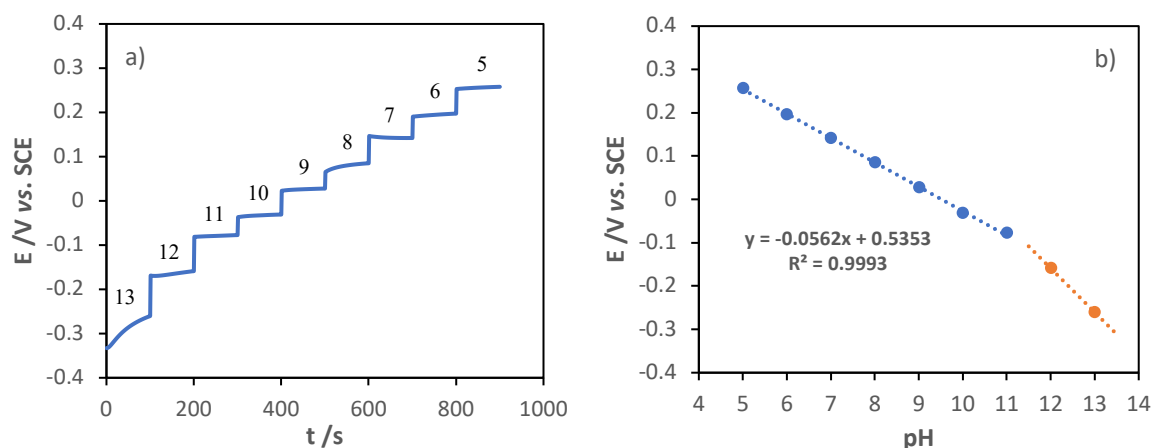 a)
0.4
0.3
0.2
0.1
0
-0.1
-0.2
-0.3
-0.4
E /V vs. SCE
13
12
11
10
9
8
7
6
5
0 200 400 600 800 1000
t /s
b)
0.4
0.3
0.2
0.1
0
-0.1
-0.2
-0.3
-0.4
E /V vs. SCE
y = -0.0562x + 0.5353
R² = 0.9993
4 5 6 7 8 9 10 11 12 13 14
pH